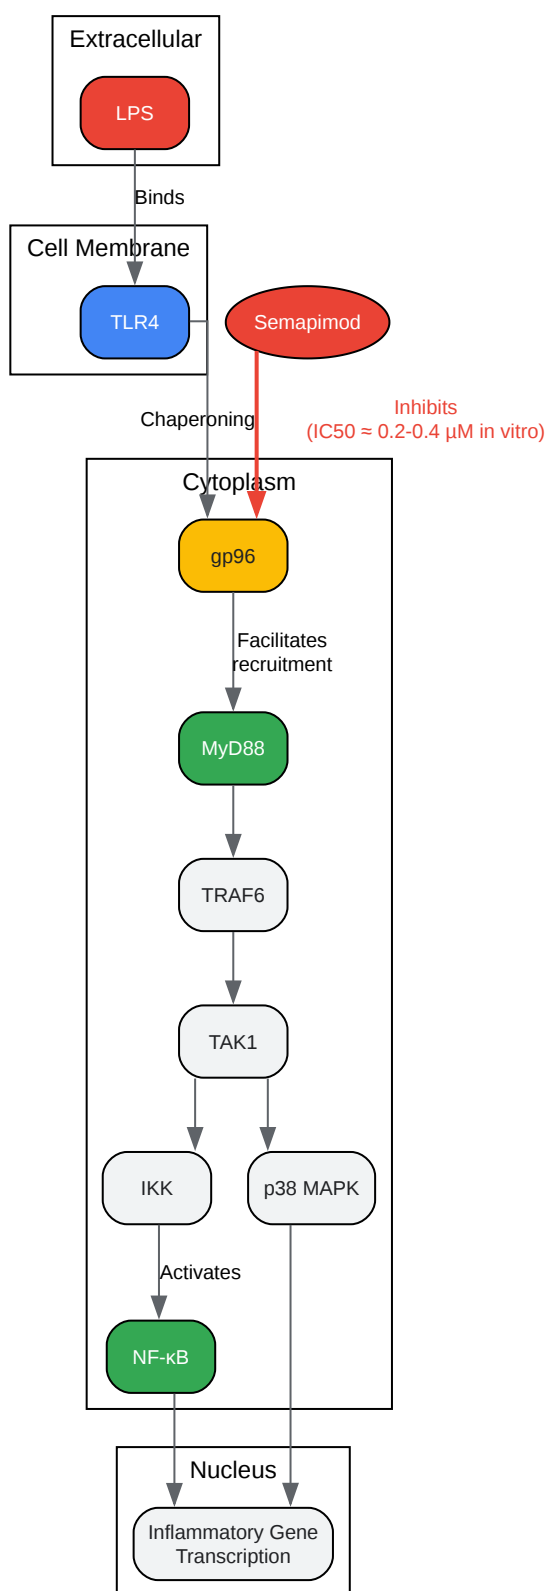 Extracellular
LPS
Binds
Cell Membrane
TLR4
Semapimod
Chaperoning
Inhibits
(IC50 ≈ 0.2-0.4 µM in vitro)
Cytoplasm
gp96
Facilitates
recruitment
MyD88
TRAF6
TAK1
IKK
p38 MAPK
Activates
NF-κB
Nucleus
Inflammatory Gene
Transcription